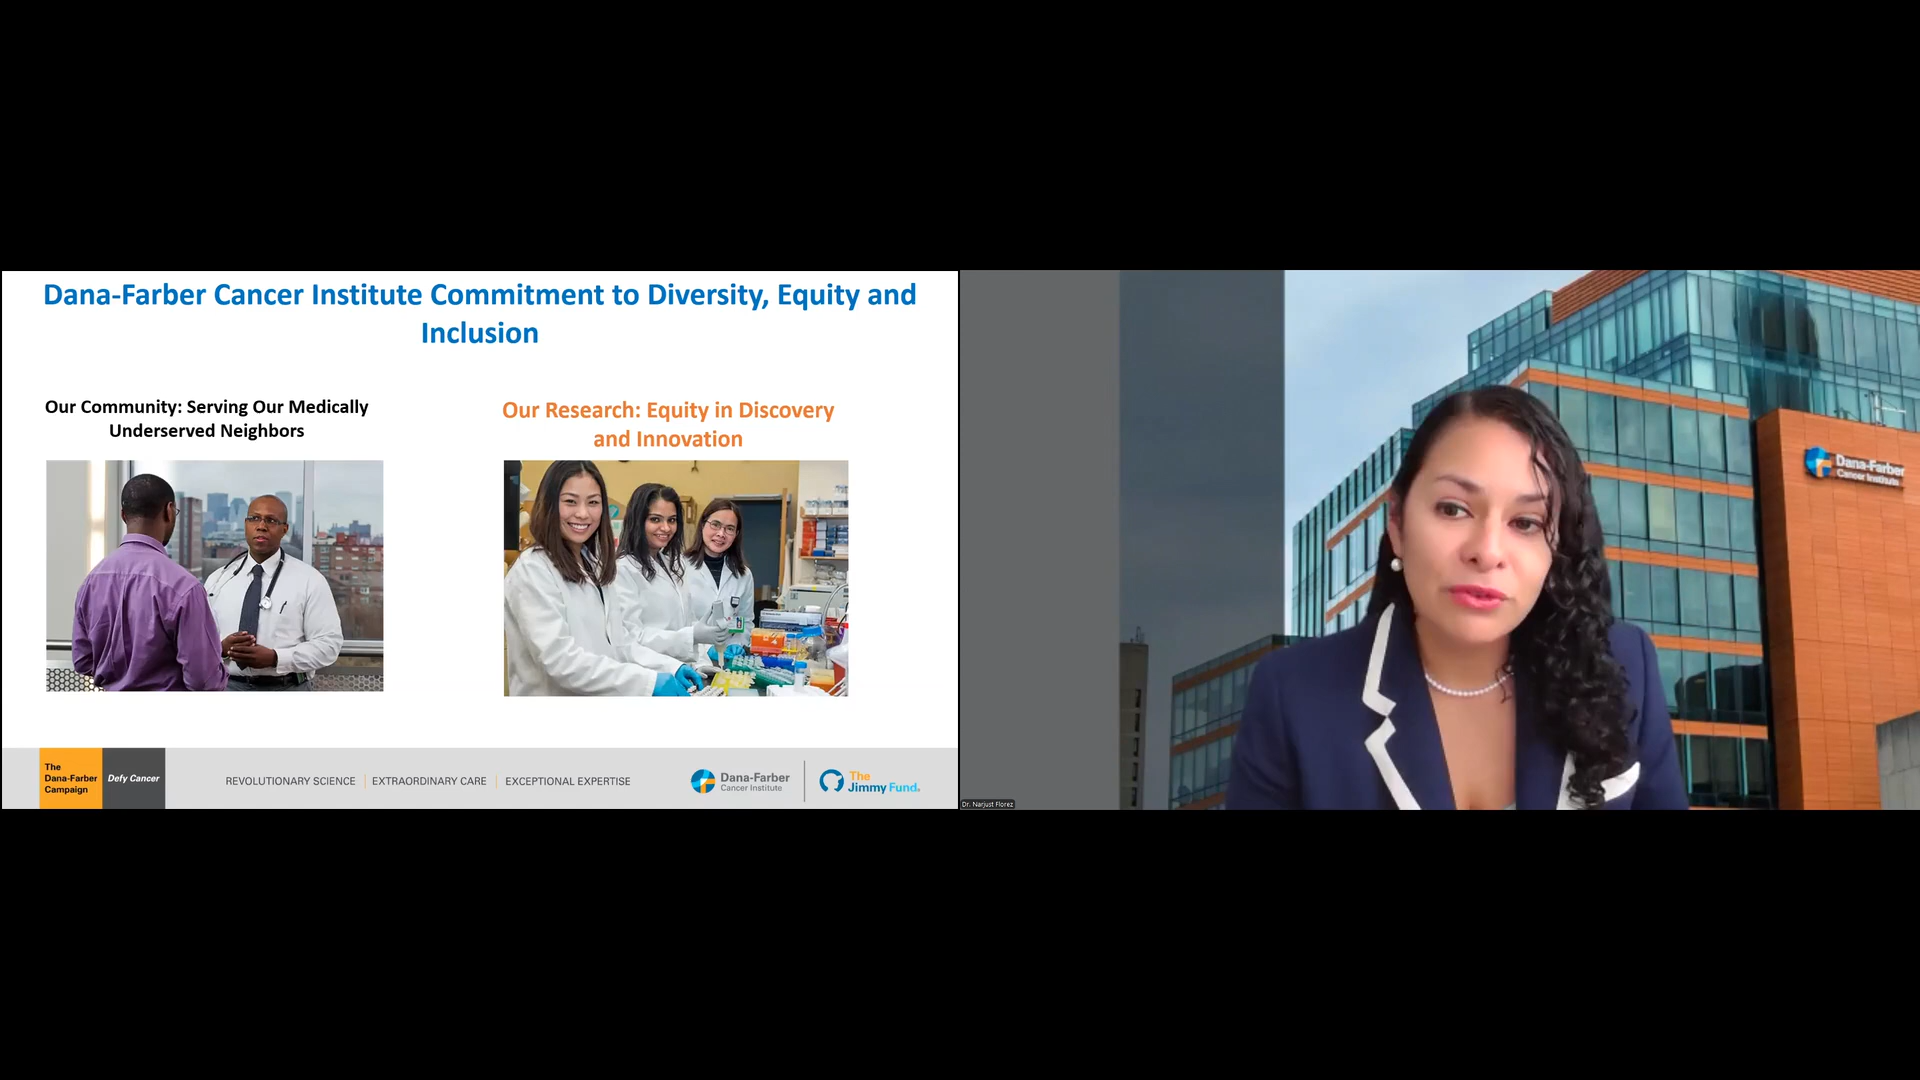 Dana-Farber Cancer Institute Commitment to Diversity, Equity and
Inclusion
Our Community: Serving Our Medically
Underserved Neighbors
Our Research: Equity in Discovery
and Innovation
The
Dana-Farber
Campaign
Defy Cancer
REVOLUTIONARY SCIENCE | EXTRAORDINARY CARE | EXCEPTIONAL EXPERTISE
Dana-Farber
Cancer Institute
The
Jimmy Fund.
Dana-Farber
Cancer Institute
Dr. Narjust Florez